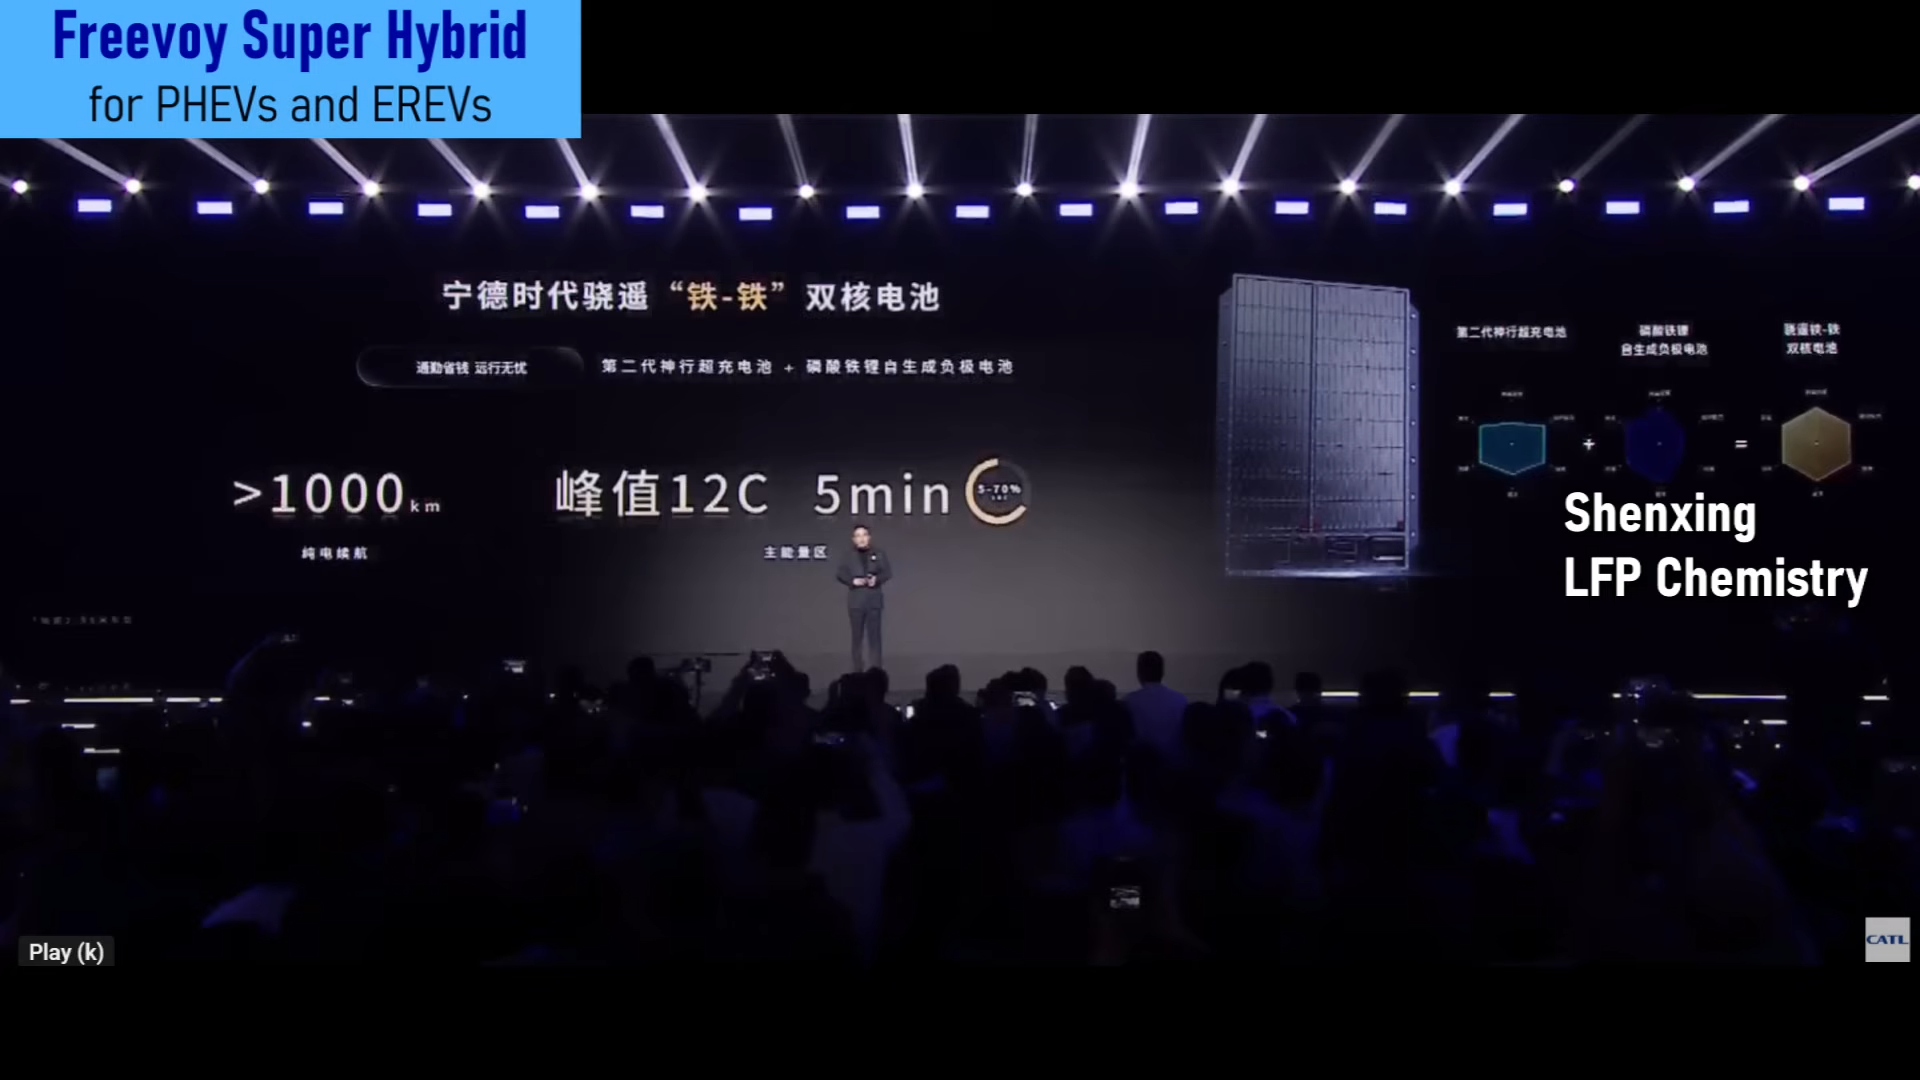 Freevoy Super Hybrid
for PHEVs and EREVs
宁德时代骁遥“铁-铁”双核电池
通勤省钱 远行无忧
第二代神行超充电池 + 磷酸铁锂自生成负极电池
>1000km
纯电续航
峰值12C 5min
5-70%
主能量区
第二代神行超充电池
磷酸铁锂
自生成负极电池
骁遥铁-铁
双核电池
+
=
Shenxing
LFP Chemistry
Play (k)
CATL